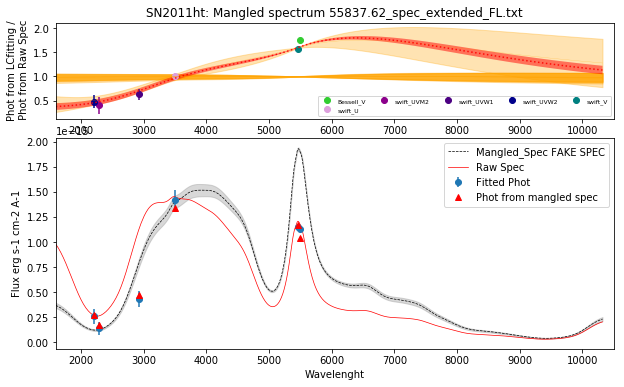 SN2011ht: Mangled spectrum 55837.62_spec_extended_FL.txt
Phot from LCfitting /
Phot from Raw Spec
2.0
1.5
1.0
0.5
Bessell_V
swift_U
swift_UVM2
swift_UVW1
swift_UVW2
swift_V
2000 3000 4000 5000 6000 7000 8000 9000 10000
Flux erg s-1 cm-2 A-1
2.00
1.75
1.50
1.25
1.00
0.75
0.50
0.25
0.00
Mangled_Spec FAKE SPEC
Raw Spec
Fitted Phot
Phot from mangled spec
2000 3000 4000 5000 6000 7000 8000 9000 10000
Wavelenght